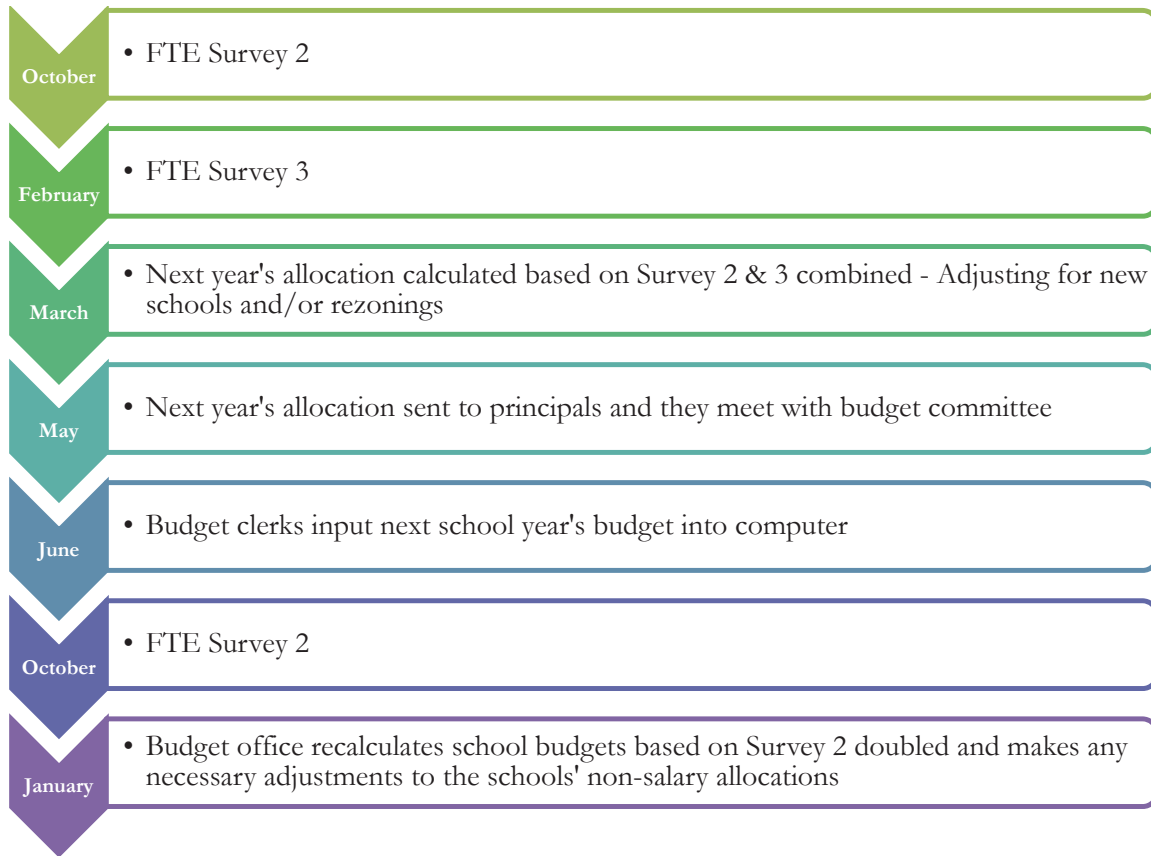 October
• FTE Survey 2
February
• FTE Survey 3
March
• Next year's allocation calculated based on Survey 2 & 3 combined - Adjusting for new
schools and/or rezonings
May
• Next year's allocation sent to principals and they meet with budget committee
June
• Budget clerks input next school year's budget into computer
October
• FTE Survey 2
January
• Budget office recalculates school budgets based on Survey 2 doubled and makes any
necessary adjustments to the schools' non-salary allocations